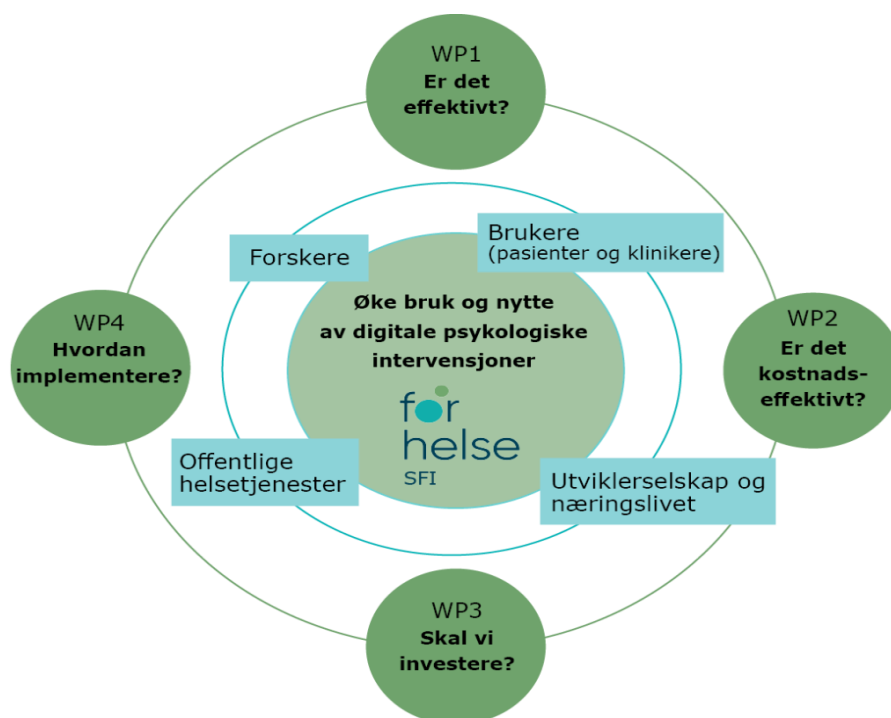 WP1
Er det
effektivt?
Forskere
Brukere
(pasienter og klinikere)
Øke bruk og nytte
av digitale psykologiske
intervensjoner
for
helse
SFI
WP4
Hvordan
implementere?
WP2
Er det
kostnads-
effektivt?
Offentlige
helsetjenester
Utviklerselskap og
næringslivet
WP3
Skal vi
investere?